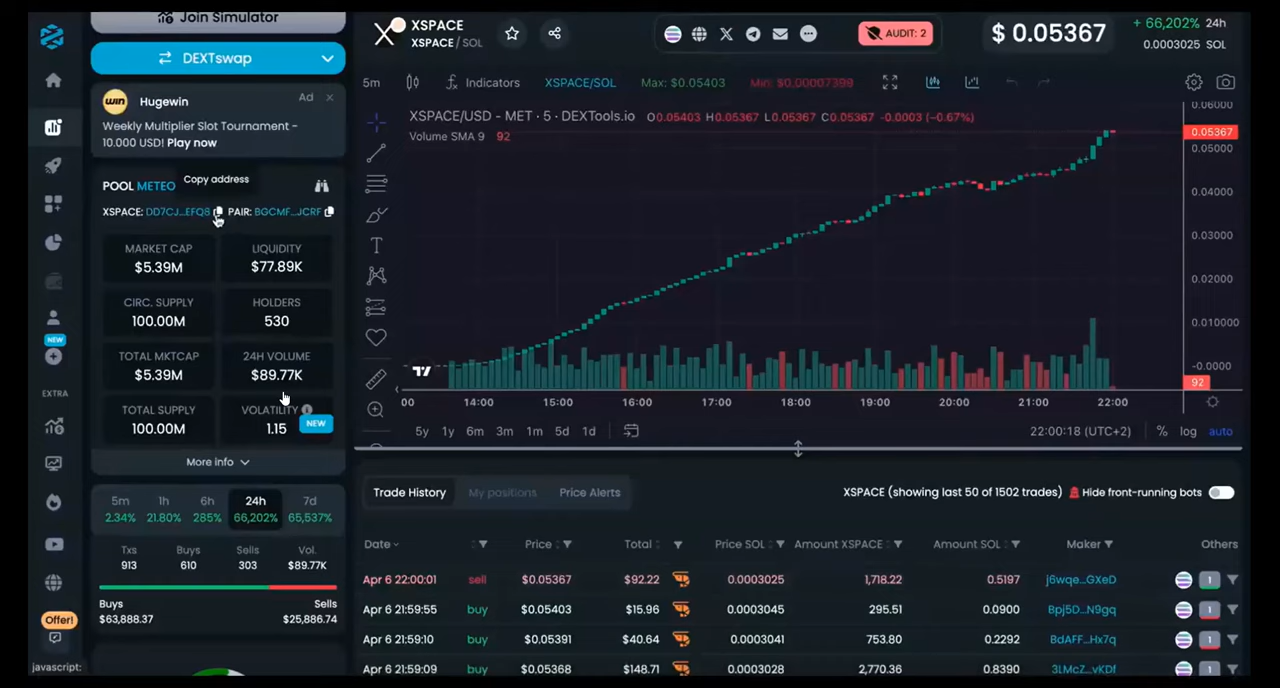 Join Simulator
DEXTswap
WIN
Hugewin
Ad
Weekly Multiplier Slot Tournament -
10.000 USD! Play now
POOL METEO
Copy address
XSPACE: DD7CJ...EFQ8 PAIR: BGCMF...JCRF
MARKET CAP
$5.39M
LIQUIDITY
$77.89K
CIRC. SUPPLY
100.00M
HOLDERS
530
TOTAL MKTCAP
$5.39M
24H VOLUME
$89.77K
TOTAL SUPPLY
100.00M
VOLATILITY
1.15
NEW
More info
5m 1h 6h 24h 7d
2.34% 21.80% 285% 66,202% 65,537%
Txs Buys Sells Vol.
913 610 303 $89.77K
Buys Sells
$63,888.37 $25,886.74
NEW
EXTRA
Offer!
javascript:
XSPACE
XSPACE / SOL
AUDIT: 2
$ 0.05367
+ 66,202% 24h
0.0003025 SOL
5m Indicators XSPACE/SOL Max: $0.05403 Min: $0.00007399
XSPACE/USD - MET · 5 · DEXTools.io O0.05403 H0.05367 L0.05367 C0.05367 -0.0003 (-0.67%)
Volume SMA 9 92
0.06000
0.05367
0.05000
0.04000
0.03000
0.02000
0.010000
-0.0000
92
00 14:00 15:00 16:00 17:00 18:00 19:00 20:00 21:00 22:00
5y 1y 6m 3m 1m 5d 1d 22:00:18 (UTC+2) % log auto
Trade History My positions Price Alerts XSPACE (showing last 50 of 1502 trades) Hide front-running bots
Date Price Total Price SOL Amount XSPACE Amount SOL Maker Others
Apr 6 22:00:01 sell $0.05367 $92.22 0.0003025 1,718.22 0.5197 j6wqe...GXeD 1
Apr 6 21:59:55 buy $0.05403 $15.96 0.0003045 295.51 0.0900 Bpj5D...N9gq 1
Apr 6 21:59:10 buy $0.05391 $40.64 0.0003041 753.80 0.2292 BdAFF...Hx7q 1
Apr 6 21:59:09 buy $0.05368 $148.71 0.0003028 2,770.36 0.8390 3LMcZ...vKDf 1